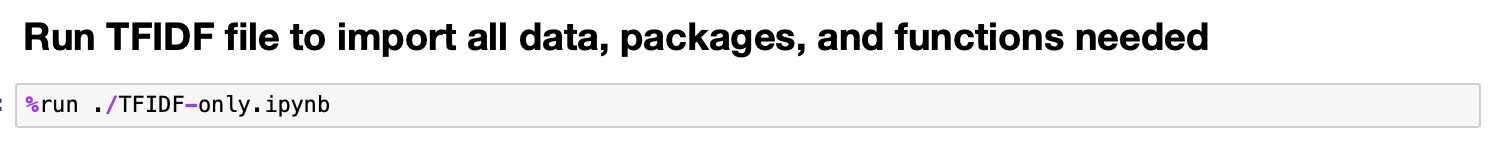 Run TFIDF file to import all data, packages, and functions needed
%run ./TFIDF-only.ipynb